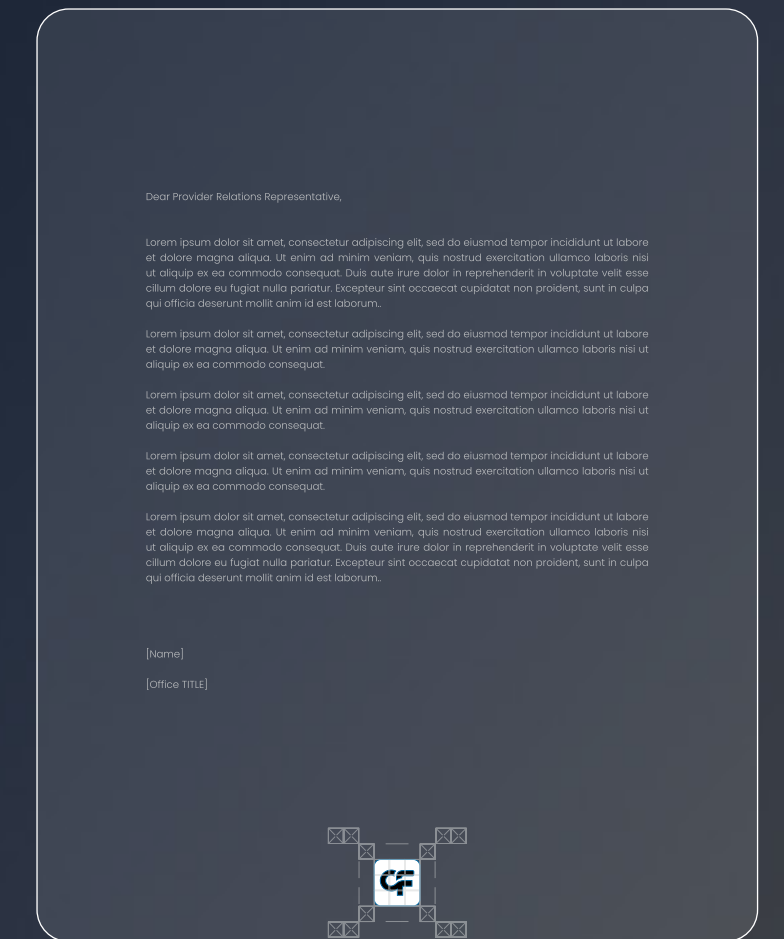 Dear Provider Relations Representative,
Lorem ipsum dolor sit amet, consectetur adipiscing elit, sed do eiusmod tempor incididunt ut labore
et dolore magna aliqua. Ut enim ad minim veniam, quis nostrud exercitation ullamco laboris nisi
ut aliquip ex ea commodo consequat. Duis aute irure dolor in reprehenderit in voluptate velit esse
cillum dolore eu fugiat nulla pariatur. Excepteur sint occaecat cupidatat non proident, sunt in culpa
qui officia deserunt mollit anim id est laborum..
Lorem ipsum dolor sit amet, consectetur adipiscing elit, sed do eiusmod tempor incididunt ut labore
et dolore magna aliqua. Ut enim ad minim veniam, quis nostrud exercitation ullamco laboris nisi ut
aliquip ex ea commodo consequat.
Lorem ipsum dolor sit amet, consectetur adipiscing elit, sed do eiusmod tempor incididunt ut labore
et dolore magna aliqua. Ut enim ad minim veniam, quis nostrud exercitation ullamco laboris nisi ut
aliquip ex ea commodo consequat.
Lorem ipsum dolor sit amet, consectetur adipiscing elit, sed do eiusmod tempor incididunt ut labore
et dolore magna aliqua. Ut enim ad minim veniam, quis nostrud exercitation ullamco laboris nisi ut
aliquip ex ea commodo consequat.
Lorem ipsum dolor sit amet, consectetur adipiscing elit, sed do eiusmod tempor incididunt ut labore
et dolore magna aliqua. Ut enim ad minim veniam, quis nostrud exercitation ullamco laboris nisi
ut aliquip ex ea commodo consequat. Duis aute irure dolor in reprehenderit in voluptate velit esse
cillum dolore eu fugiat nulla pariatur. Excepteur sint occaecat cupidatat non proident, sunt in culpa
qui officia deserunt mollit anim id est laborum..
[Name]
[Office TITLE]